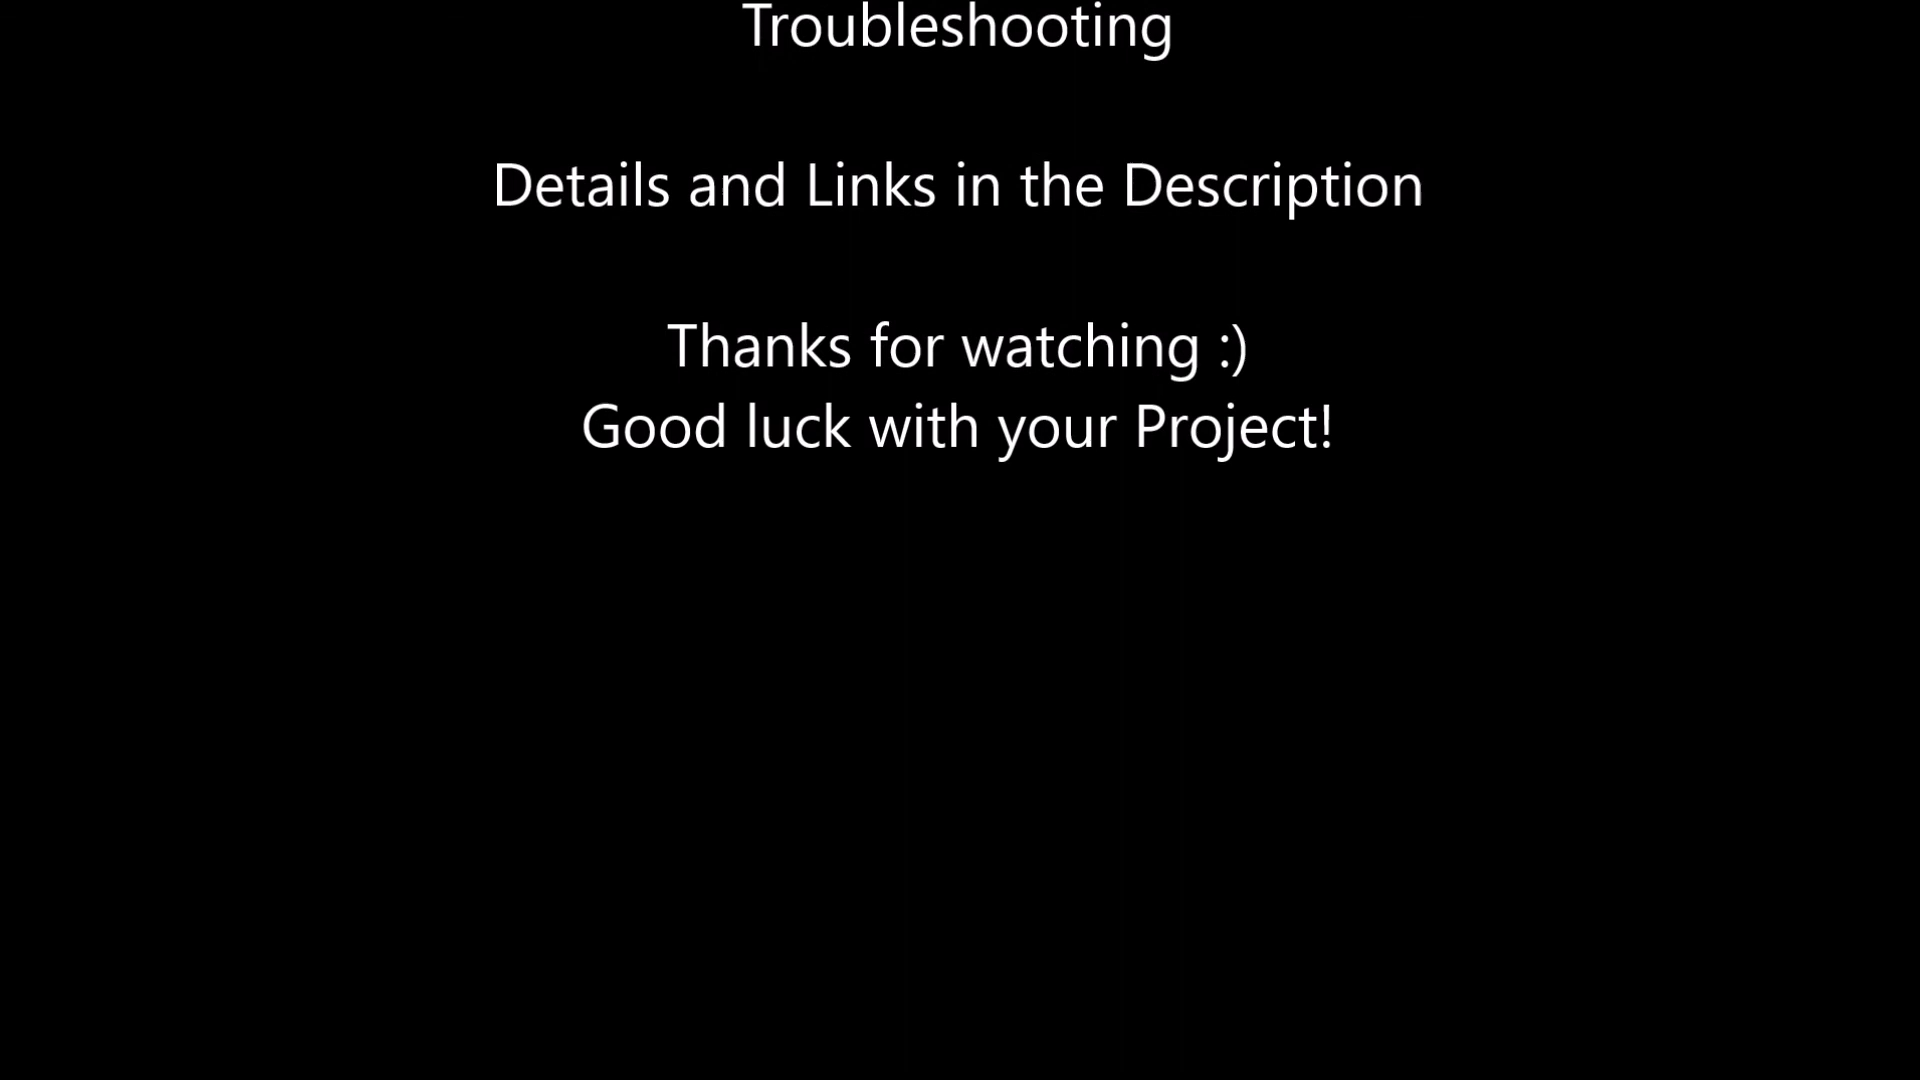 Troubleshooting
Details and Links in the Description
Thanks for watching :)
Good luck with your Project!